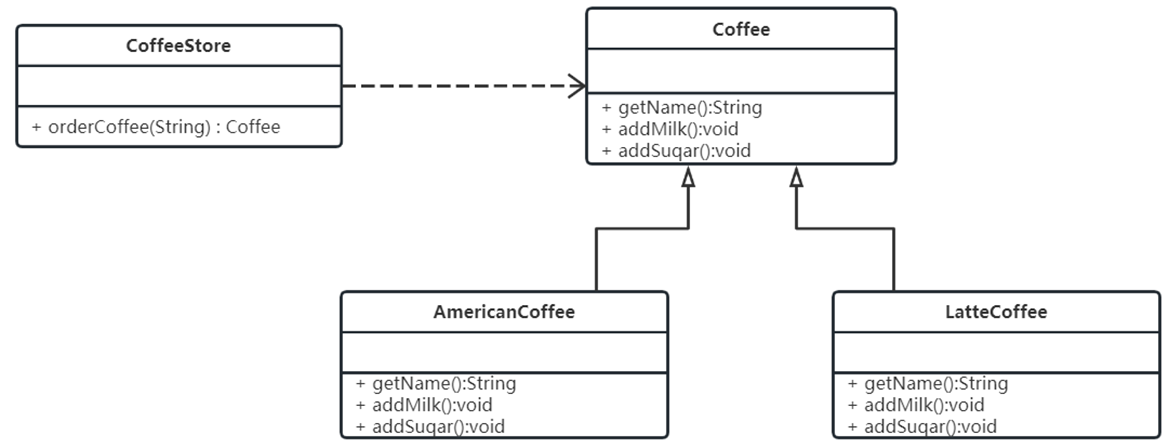 CoffeeStore
+ orderCoffee(String) : Coffee
Coffee
+ getName():String
+ addMilk():void
+ addSuqar():void
AmericanCoffee
+ getName():String
+ addMilk():void
+ addSuqar():void
LatteCoffee
+ getName():String
+ addMilk():void
+ addSuqar():void